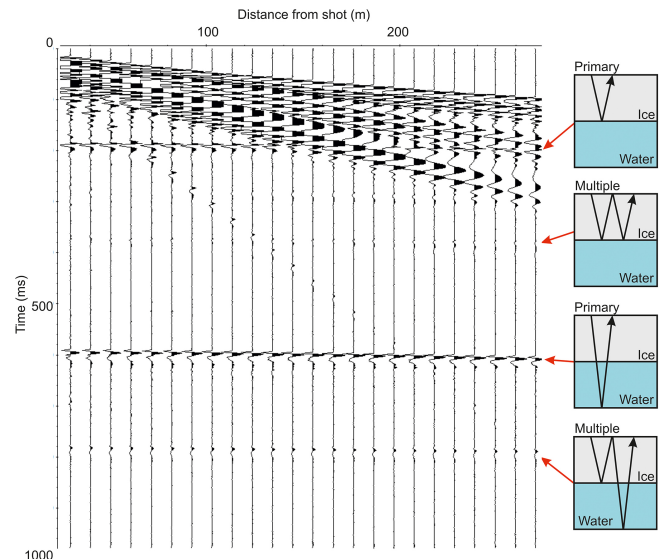 Distance from shot (m)
0
100
200
500
1000
Time (ms)
Primary
Ice
Water
Multiple
Ice
Water
Primary
Ice
Water
Multiple
Ice
Water